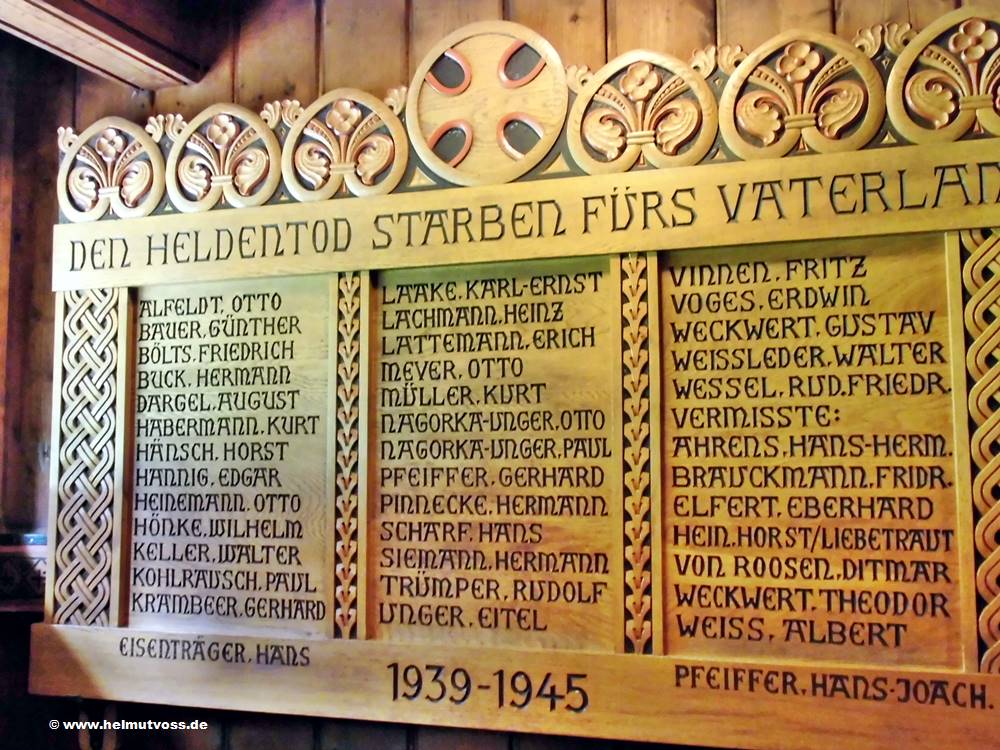 DEN HELDENTOD STARBEN FÜRS VATERLAN
ALFELDT, OTTO
BAUER, GÜNTHER
BÖLTS, FRIEDRICH
BUCK, HERMANN
DARGEL, AUGUST
HABERMANN, KURT
HÄNSCH, HORST
HANNIG, EDGAR
HEINEMANN, OTTO
HÖNKE, WILHELM
KELLER, WALTER
KOHLRAUSCH, PAUL
KRAMBEER, GERHARD
LAAKE, KARL-ERNST
LACHMANN, HEINZ
LATTEMANN, ERICH
MEYER, OTTO
MÜLLER, KURT
NAGORKA-UNGER, OTTO
NAGORKA-UNGER, PAUL
PFEIFFER, GERHARD
PINNECKE, HERMANN
SCHARF, HANS
SIEMANN, HERMANN
TRÜMPER, RUDOLF
UNGER, EITEL
VINNEN, FRITZ
VOGES, ERDWIN
WECKWERT, GUSTAV
WEISSLEDER, WALTER
WESSEL, RUD. FRIEDR.
VERMISSTE:
AHRENS, HANS-HERM.
BRAUCKMANN, FRIDR.
ELFERT, EBERHARD
HEIN, HORST/LIEBETRAUT
VON ROOSEN, DITMAR
WECKWERT, THEODOR
WEISS, ALBERT
EISENTRÄGER, HANS
1939-1945
PFEIFFER, HANS-JOACH.
© www.helmutvoss.de